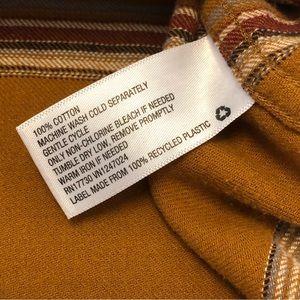 100% COTTON
MACHINE WASH COLD SEPARATELY
GENTLE CYCLE
ONLY NON-CHLORINE BLEACH IF NEEDED
TUMBLE DRY LOW, REMOVE PROMPTLY
WARM IRON IF NEEDED
RN17730 VN1247024
LABEL MADE FROM 100% RECYCLED PLASTIC